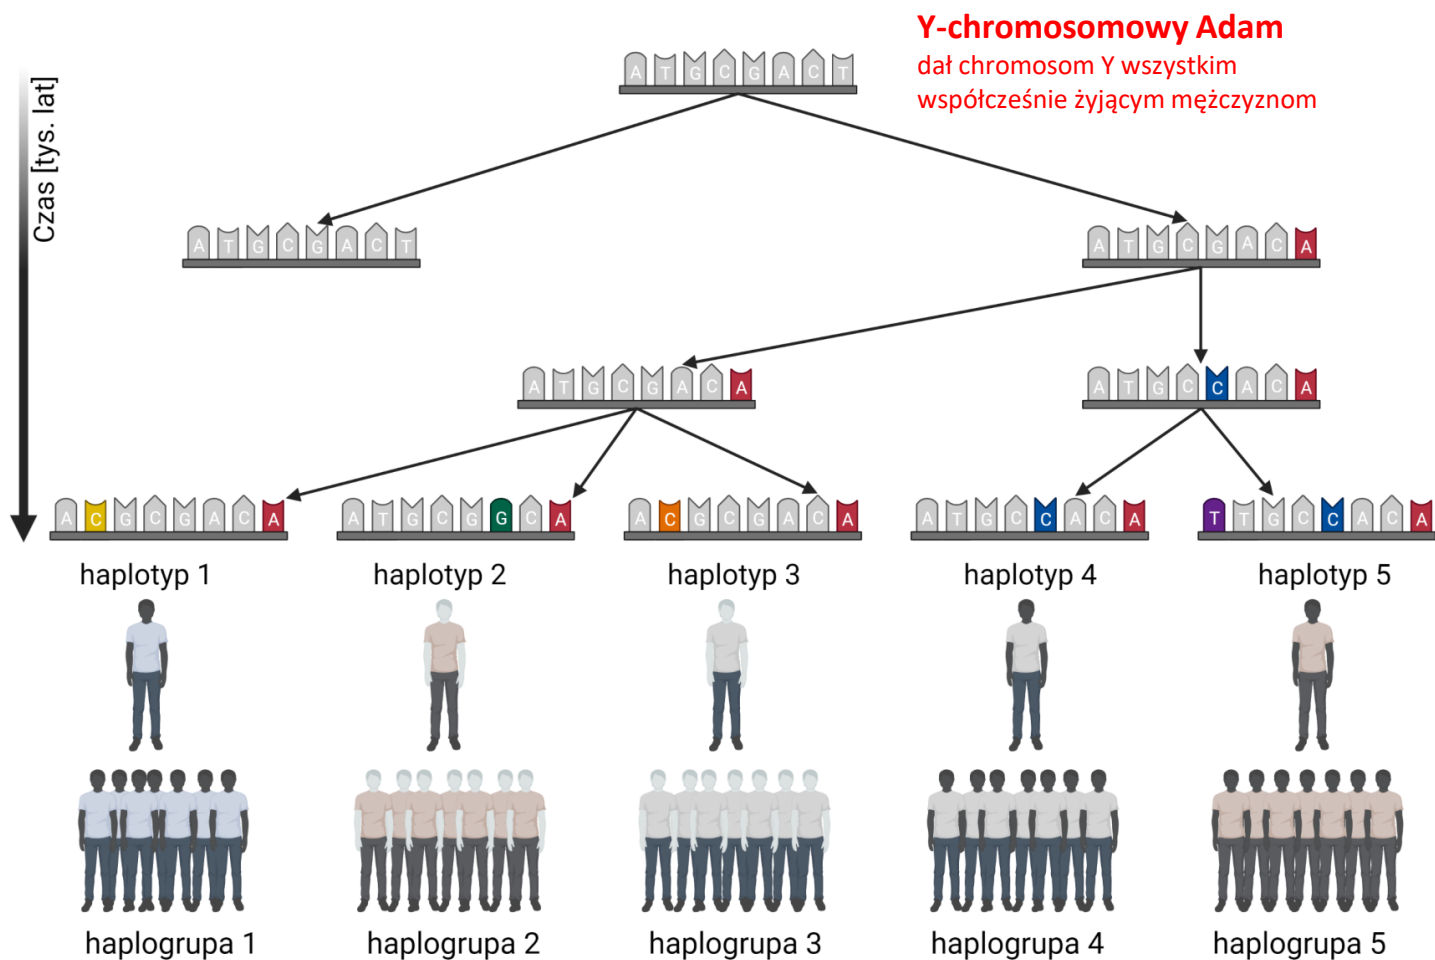 Y-chromosomowy Adam
dał chromosom Y wszystkim
współcześnie żyjącym mężczyznom
Czas [tys. lat]
A T G C G A C T
A T G C G A C T
A T G C G A C A
A T G C G A C A
A T G C C A C A
A C G C G A C A
A T G C G G C A
A C G C G A C A
A T G C C A C A
T T G C C A C A
haplotyp 1
haplotyp 2
haplotyp 3
haplotyp 4
haplotyp 5
haplogrupa 1
haplogrupa 2
haplogrupa 3
haplogrupa 4
haplogrupa 5